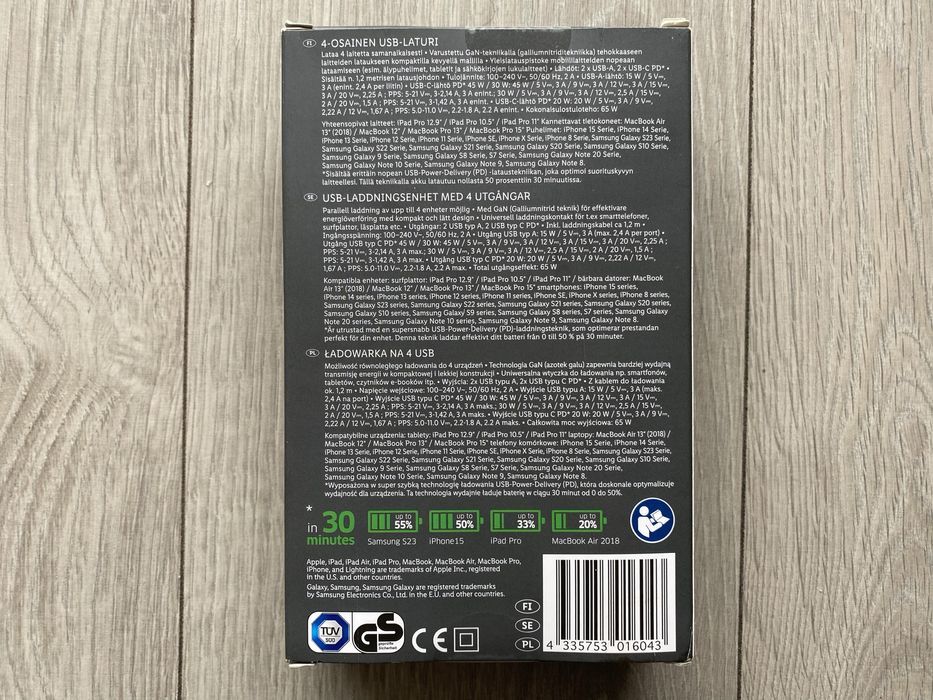 FI 4-OSAINEN USB-LATURI
Lataa 4 laitetta samanaikaisesti • Varustettu GaN-tekniikalla (galliumnitriditekniikka) tehokkaaseen
laitteiden lataukseen kompaktilla kevyellä mallilla • Yleislatauspistoke mobiililaitteiden nopeaan
lataamiseen (esim. älypuhelimet, tabletit ja sähkökirjojen lukulaitteet) • Lähdöt: 2 x USB-A, 2 x USB-C PD* •
Sisältää n. 1,2 metrisen latausjohdon • Tulojännite: 100-240 V~, 50/60 Hz, 2 A • USB-A-lähtö: 15 W / 5 V⎓,
3 A (enint. 2,4 A per liitin) • USB-C-lähtö PD* 45 W / 30 W: 45 W / 5 V⎓, 3 A / 9 V⎓, 3 A / 12 V⎓, 3 A / 15 V⎓,
3 A / 20 V⎓, 2,25 A ; PPS: 5-21 V⎓, 3-2,14 A, 3 A enint.; 30 W / 5 V⎓, 3 A / 9 V⎓, 3 A / 12 V⎓, 2,5 A / 15 V⎓,
2 A / 20 V⎓, 1,5 A ; PPS: 5-21 V⎓, 3-1,42 A, 3 A enint. • USB-C-lähtö PD* 20 W: 20 W / 5 V⎓, 3 A / 9 V⎓,
2,22 A / 12 V⎓, 1,67 A ; PPS: 5.0-11.0 V⎓, 2.2-1.8 A, 2.2 A enint. • Kokonaistulostuloteho: 65 W
Yhteensopivat laitteet: iPad Pro 12.9" / iPad Pro 10.5" / iPad Pro 11" Kannettavat tietokoneet: MacBook Air
13" (2018) / MacBook 12" / MacBook Pro 13" / MacBook Pro 15" Puhelimet: iPhone 15 Serie, iPhone 14 Serie,
iPhone 13 Serie, iPhone 12 Serie, iPhone 11 Serie, iPhone SE, iPhone X Serie, iPhone 8 Serie, Samsung Galaxy S23 Serie,
Samsung Galaxy S22 Serie, Samsung Galaxy S21 Serie, Samsung Galaxy S20 Serie, Samsung Galaxy S10 Serie,
Samsung Galaxy 9 Serie, Samsung Galaxy S8 Serie, S7 Serie, Note 20 Serie,
Samsung Galaxy Note 10 Serie, Samsung Galaxy Note 9, Samsung Galaxy Note 8.
*Sisältää erittäin nopean USB-Power-Delivery (PD) -lataustekniikan, joka optimoi suorituskyvyn
laitteellesi. Tällä tekniikalla akku latautuu nollasta 50 prosenttiin 30 minuutissa.
SE USB-LADDNINGSENHET MED 4 UTGÅNGAR
Parallell laddning av upp till 4 enheter möjlig • Med GaN (Galliumnitrid teknik) för effektivare
energiöverföring med kompakt och lätt design • Universell laddningskontakt för t.ex smarttelefoner,
surfplattor, läsplatta etc. • Utgångar: 2 USB typ A, 2 USB typ C PD* • Inkl. laddningskabel ca 1,2 m •
Ingångsspänning: 100-240 V~, 50/60 Hz, 2 A • Utgång USB typ A: 15 W / 5 V⎓, 3 A (max. 2,4 A per port) •
Utgång USB typ C PD* 45 W / 30 W: 45 W / 5 V⎓, 3 A / 9 V⎓, 3 A / 12 V⎓, 3 A / 15 V⎓, 3 A / 20 V⎓, 2,25 A ;
PPS: 5-21 V⎓, 3-2,14 A, 3 A max.; 30 W / 5 V⎓, 3 A / 9 V⎓, 3 A / 12 V⎓, 2,5 A / 15 V⎓, 2 A / 20 V⎓, 1,5 A ;
PPS: 5-21 V⎓, 3-1,42 A, 3 A max. • Utgång USB typ C PD* 20 W: 20 W / 5 V⎓, 3 A / 9 V⎓, 2,22 A / 12 V⎓,
1,67 A ; PPS: 5.0-11.0 V⎓, 2.2-1,8 A, 2.2 A max. • Total utgångseffekt: 65 W
Kompatibla enheter: surfplattor: iPad Pro 12.9" / iPad Pro 10.5" / iPad Pro 11" / bärbara datorer: MacBook
Air 13" (2018) / MacBook 12" / MacBook Pro 13" / MacBook Pro 15" smartphones: iPhone 15 series,
iPhone 14 series, iPhone 13 series, iPhone 12 series, iPhone 11 series, iPhone SE, iPhone X series, iPhone 8 series,
Samsung Galaxy S23 series, Samsung Galaxy S22 series, Samsung Galaxy S21 series, Samsung Galaxy S20 series,
Samsung Galaxy S10 series, Samsung Galaxy S9 series, Samsung Galaxy S8 series, S7 series, Samsung Galaxy
Note 20 series, Samsung Galaxy Note 10 series, Samsung Galaxy Note 9, Samsung Galaxy Note 8.
*Är utrustad med en supersnabb USB-Power-Delivery (PD)-laddningsteknik, som optimerar prestandan
perfekt för din enhet. Denna teknik laddar effektivt ditt batteri från 0 till 50 % på 30 minuter.
PL ŁADOWARKA NA 4 USB
Możliwość równoległego ładowania do 4 urządzeń • Technologia GaN (azotek galu) zapewnia bardziej wydajną
transmisję energii w kompaktowej i lekkiej konstrukcji • Uniwersalna wtyczka do ładowania np. smartfonów,
tabletów, czytników e-booków itp. • Wyjścia: 2x USB typu A, 2x USB typu C PD* • Z kablem do ładowania
ok. 1,2 m • Napięcie wejściowe: 100-240 V~, 50/60 Hz, 2 A • Wyjście USB typu A: 15 W / 5 V⎓, 3 A (maks.
2,4 A na port) • Wyjście USB typu C PD* 45 W / 30 W: 45 W / 5 V⎓, 3 A / 9 V⎓, 3 A / 12 V⎓, 3 A / 15 V⎓,
3 A / 20 V⎓, 2,25 A ; PPS: 5-21 V⎓, 3-2,14 A, 3 A maks.; 30 W / 5 V⎓, 3 A / 9 V⎓, 3 A / 12 V⎓, 2,5 A / 15 V⎓,
2 A / 20 V⎓, 1,5 A ; PPS: 5-21 V⎓, 3-1,42 A, 3 A maks. • Wyjście USB typu C PD* 20 W: 20 W / 5 V⎓, 3 A / 9 V⎓,
2,22 A / 12 V⎓, 1,67 A ; PPS: 5.0-11.0 V⎓, 2.2-1.8 A, 2.2 A maks. • Całkowita moc wyjściowa: 65 W
Kompatybilne urządzenia: tablety: iPad Pro 12.9" / iPad Pro 10.5" / iPad Pro 11" laptopy: MacBook Air 13" (2018) /
MacBook 12" / MacBook Pro 13" / MacBook Pro 15" telefony komórkowe: iPhone 15 Serie, iPhone 14 Serie,
iPhone 13 Serie, iPhone 12 Serie, iPhone 11 Serie, iPhone SE, iPhone X Serie, iPhone 8 Serie, Samsung Galaxy S23 Serie,
Samsung Galaxy S22 Serie, Samsung Galaxy S21 Serie, Samsung Galaxy S20 Serie, Samsung Galaxy S10 Serie,
Samsung Galaxy 9 Serie, Samsung Galaxy S8 Serie, S7 Serie, Samsung Galaxy Note 20 Serie,
Samsung Galaxy Note 10 Serie, Samsung Galaxy Note 9, Samsung Galaxy Note 8.
*Wyposażona w super szybką technologię ładowania USB-Power-Delivery (PD), która doskonale optymalizuje
wydajność dla urządzenia. Ta technologia wydajnie ładuje baterię w ciągu 30 minut od 0 do 50%.
* in 30 minutes
up to 55% Samsung S23
up to 50% iPhone15
up to 33% iPad Pro
up to 20% MacBook Air 2018
Apple, iPad, iPad Air, iPad Pro, MacBook, MacBook Air, MacBook Pro,
iPhone, and Lightning are trademarks of Apple Inc., registered
in the U.S. and other countries.
Galaxy, Samsung, Samsung Galaxy are registered trademarks
by Samsung Electronics Co., Ltd. in the E.U. and other countries.
TÜV SÜD
GS geprüfte Sicherheit
CE
FI
SE
PL
4 335753 016043